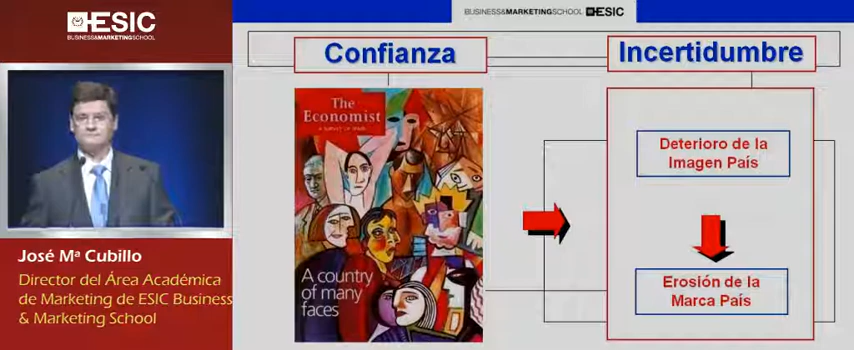 ESIC
BUSINESS&MARKETINGSCHOOL
José Mª Cubillo
Director del Área Académica
de Marketing de ESIC Business
& Marketing School
BUSINESS&MARKETINGSCHOOL ESIC
Confianza
Incertidumbre
The
Economist
A country
of many
faces
Deterioro de la
Imagen País
Erosión de la
Marca País